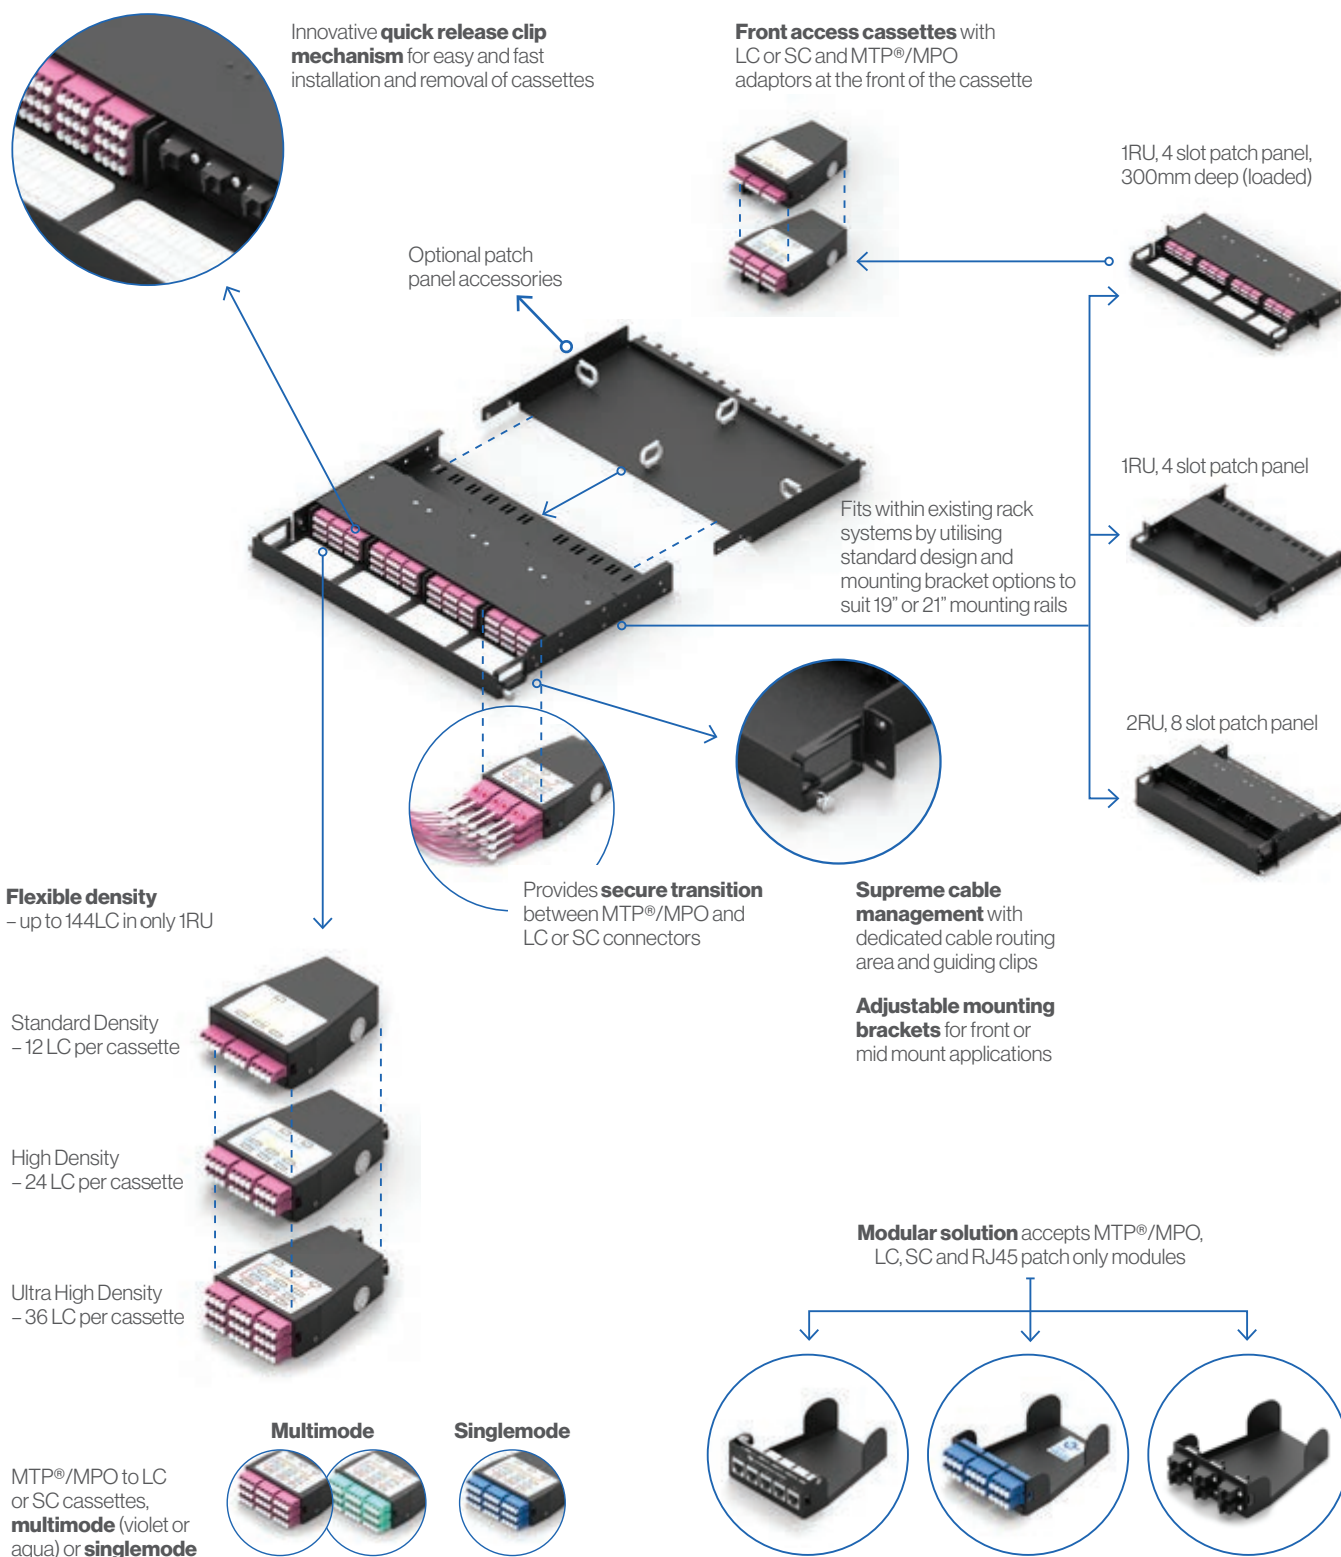 Innovative quick release clip
mechanism for easy and fast
installation and removal of cassettes
Front access cassettes with
LC or SC and MTP®/MPO
adaptors at the front of the cassette
1RU, 4 slot patch panel,
300mm deep (loaded)
Optional patch
panel accessories
1RU, 4 slot patch panel
Fits within existing rack
systems by utilising
standard design and
mounting bracket options to
suit 19” or 21” mounting rails
2RU, 8 slot patch panel
Flexible density
– up to 144LC in only 1RU
Provides secure transition
between MTP®/MPO and
LC or SC connectors
Supreme cable
management with
dedicated cable routing
area and guiding clips
Adjustable mounting
brackets for front or
mid mount applications
Standard Density
– 12 LC per cassette
High Density
– 24 LC per cassette
Ultra High Density
– 36 LC per cassette
Modular solution accepts MTP®/MPO,
LC, SC and RJ45 patch only modules
Multimode
Singlemode
MTP®/MPO to LC
or SC cassettes,
multimode (violet or
aqua) or singlemode